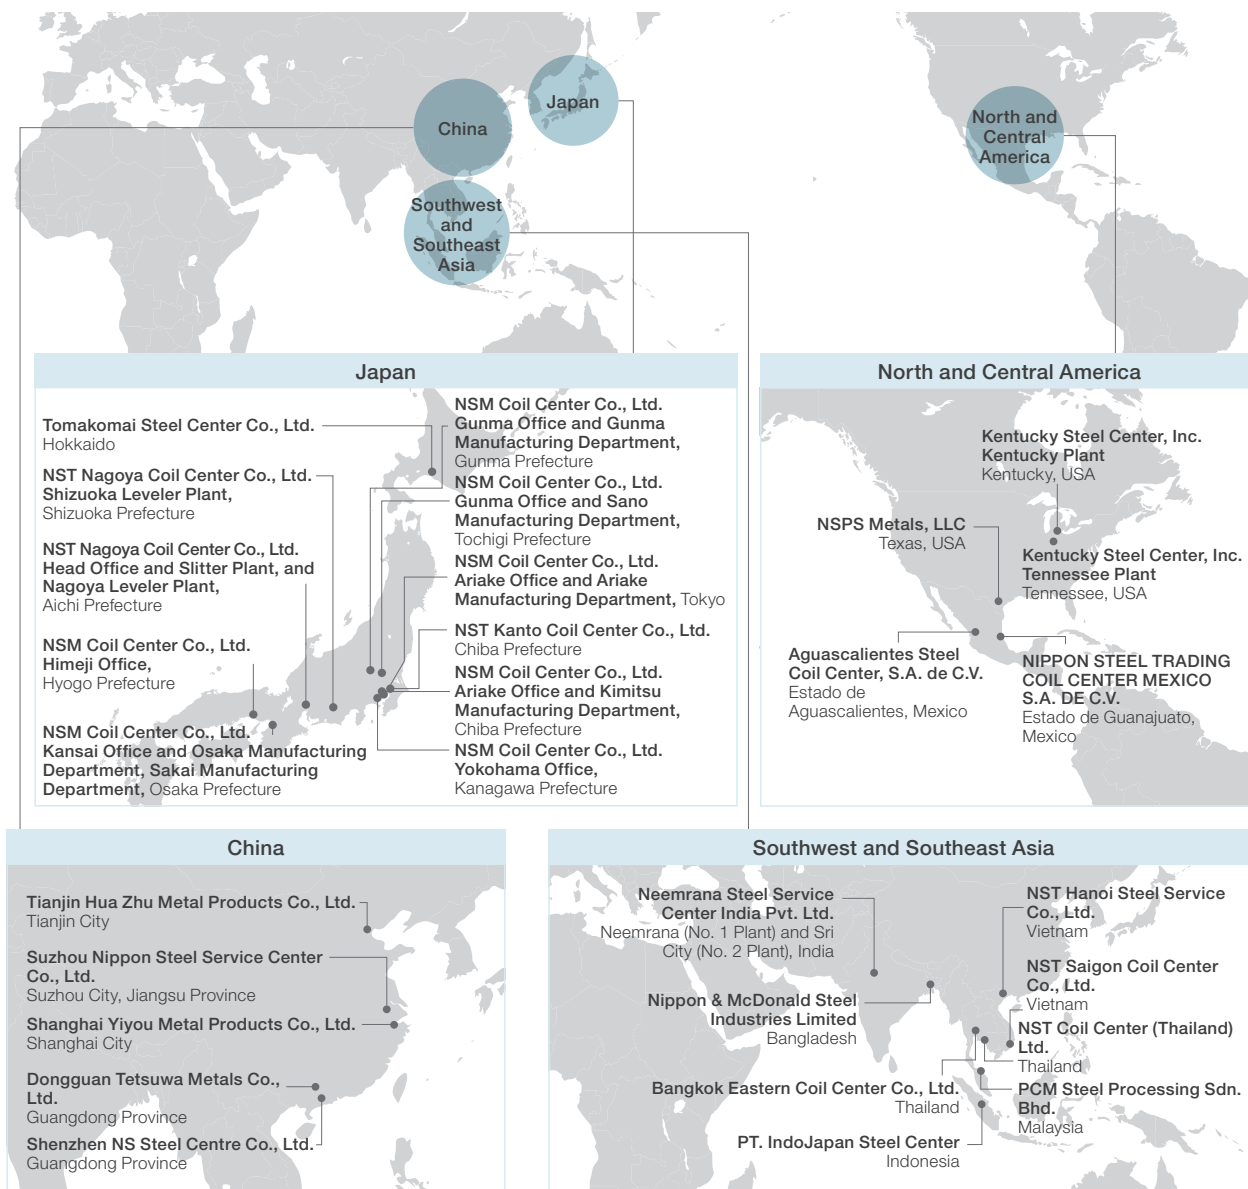 China
Japan
Southwest
and
Southeast
Asia
North and
Central
America
Japan
Tomakomai Steel Center Co., Ltd.
Hokkaido
NST Nagoya Coil Center Co., Ltd.
Shizuoka Leveler Plant,
Shizuoka Prefecture
NST Nagoya Coil Center Co., Ltd.
Head Office and Slitter Plant, and
Nagoya Leveler Plant,
Aichi Prefecture
NSM Coil Center Co., Ltd.
Himeji Office,
Hyogo Prefecture
NSM Coil Center Co., Ltd.
Kansai Office and Osaka Manufacturing
Department, Sakai Manufacturing
Department, Osaka Prefecture
NSM Coil Center Co., Ltd.
Gunma Office and Gunma
Manufacturing Department,
Gunma Prefecture
NSM Coil Center Co., Ltd.
Gunma Office and Sano
Manufacturing Department,
Tochigi Prefecture
NSM Coil Center Co., Ltd.
Ariake Office and Ariake
Manufacturing Department, Tokyo
NST Kanto Coil Center Co., Ltd.
Chiba Prefecture
NSM Coil Center Co., Ltd.
Ariake Office and Kimitsu
Manufacturing Department,
Chiba Prefecture
NSM Coil Center Co., Ltd.
Yokohama Office,
Kanagawa Prefecture
North and Central America
Kentucky Steel Center, Inc.
Kentucky Plant
Kentucky, USA
NSPS Metals, LLC
Texas, USA
Kentucky Steel Center, Inc.
Tennessee Plant
Tennessee, USA
Aguascalientes Steel
Coil Center, S.A. de C.V.
Estado de
Aguascalientes, Mexico
NIPPON STEEL TRADING
COIL CENTER MEXICO
S.A. DE C.V.
Estado de Guanajuato,
Mexico
China
Tianjin Hua Zhu Metal Products Co., Ltd.
Tianjin City
Suzhou Nippon Steel Service Center
Co., Ltd.
Suzhou City, Jiangsu Province
Shanghai Yiyou Metal Products Co., Ltd.
Shanghai City
Dongguan Tetsuwa Metals Co.,
Ltd.
Guangdong Province
Shenzhen NS Steel Centre Co., Ltd.
Guangdong Province
Southwest and Southeast Asia
Neemrana Steel Service
Center India Pvt. Ltd.
Neemrana (No. 1 Plant) and Sri
City (No. 2 Plant), India
Nippon & McDonald Steel
Industries Limited
Bangladesh
Bangkok Eastern Coil Center Co., Ltd.
Thailand
PT. IndoJapan Steel Center
Indonesia
NST Hanoi Steel Service
Co., Ltd.
Vietnam
NST Saigon Coil Center
Co., Ltd.
Vietnam
NST Coil Center (Thailand)
Ltd.
Thailand
PCM Steel Processing Sdn.
Bhd.
Malaysia